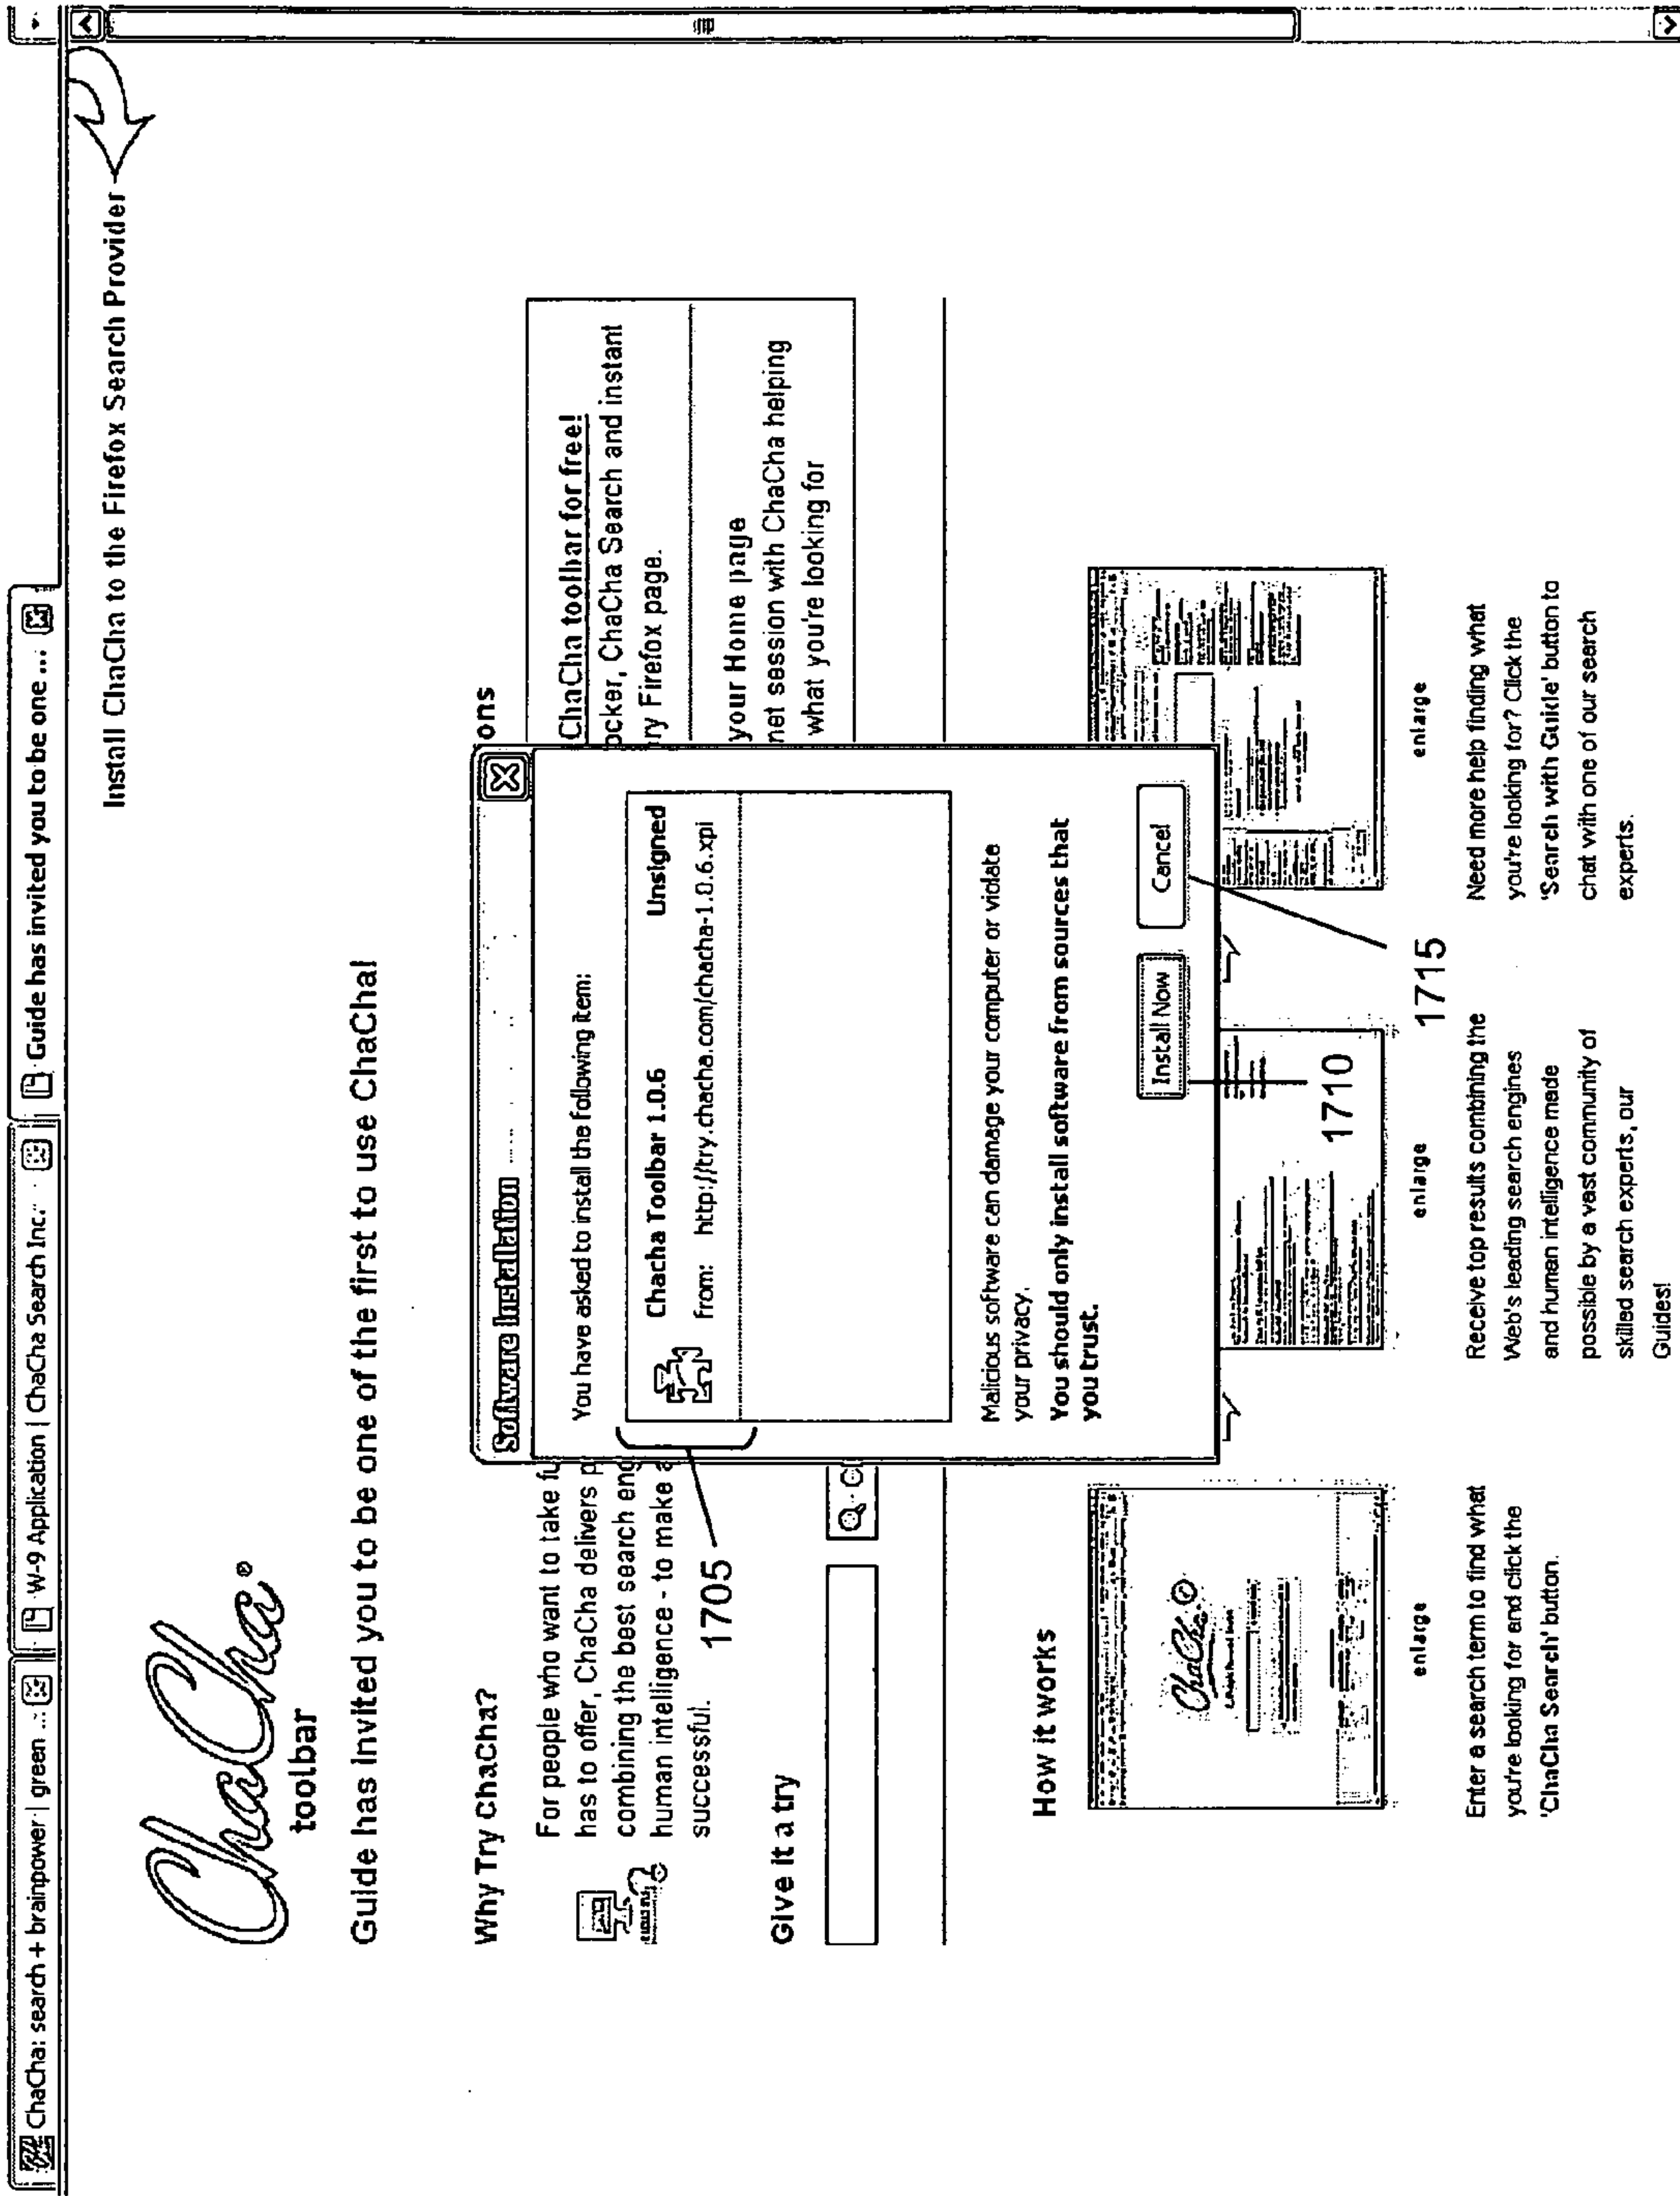 ChaCha: search + brainpower | green ...
W-9 Application | ChaCha Search Inc.
Guide has invited you to be one ...
Install ChaCha to the Firefox Search Provider
ChaCha®
toolbar
Guide has invited you to be one of the first to use ChaCha!
Why Try ChaCha?
For people who want to take fu
has to offer, ChaCha delivers p
combining the best search eng
human intelligence - to make a
successful.
1705
Give it a try
ons
ChaCha toolbar for free!
ocker, ChaCha Search and instant
ry Firefox page.
your Home page
net session with ChaCha helping
what you're looking for
Software Installation
You have asked to install the following item:
Chacha Toolbar 1.0.6 Unsigned
From: http://try.chacha.com/chacha-1.0.6.xpi
Malicious software can damage your computer or violate
your privacy.
You should only install software from sources that
you trust.
Install Now Cancel
1710
1715
How it works
ChaCha
enlarge
Enter a search term to find what
you're looking for and click the
'ChaCha Search' button.
enlarge
Receive top results combining the
Web's leading search engines
and human intelligence made
possible by a vast community of
skilled search experts, our
Guides!
enlarge
Need more help finding what
you're looking for? Click the
'Search with Guide' button to
chat with one of our search
experts.